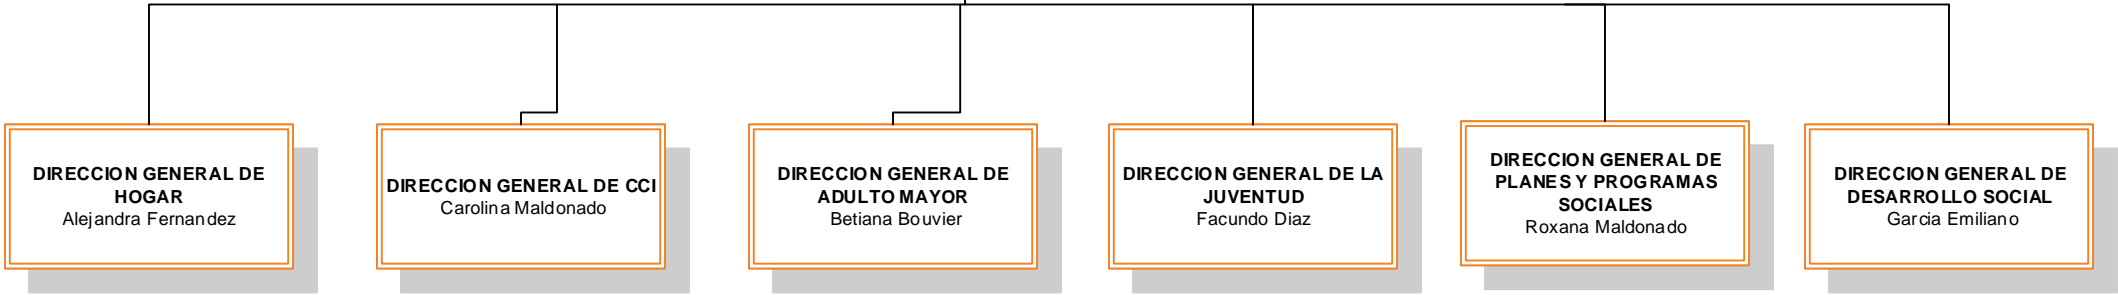 DIRECCION GENERAL DE
HOGAR
Alejandra Fernandez
DIRECCION GENERAL DE CCI
Carolina Maldonado
DIRECCION GENERAL DE
ADULTO MAYOR
Betiana Bouvier
DIRECCION GENERAL DE LA
JUVENTUD
Facundo Diaz
DIRECCION GENERAL DE
PLANES Y PROGRAMAS
SOCIALES
Roxana Maldonado
DIRECCION GENERAL DE
DESARROLLO SOCIAL
Garcia Emiliano